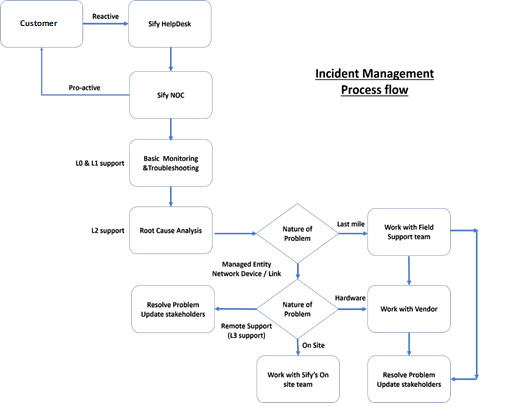 Customer
Reactive
Sify HelpDesk
Incident Management
Process flow
Pro-active
Sify NOC
L0 & L1 support
Basic Monitoring
&Troubleshooting
L2 support
Root Cause Analysis
Nature of
Problem
Last mile
Work with Field
Support team
Managed Entity
Network Device / Link
Resolve Problem
Update stakeholders
Remote Support
(L3 support)
Nature of
Problem
Hardware
Work with Vendor
On Site
Work with Sify's On
site team
Resolve Problem
Update stakeholders